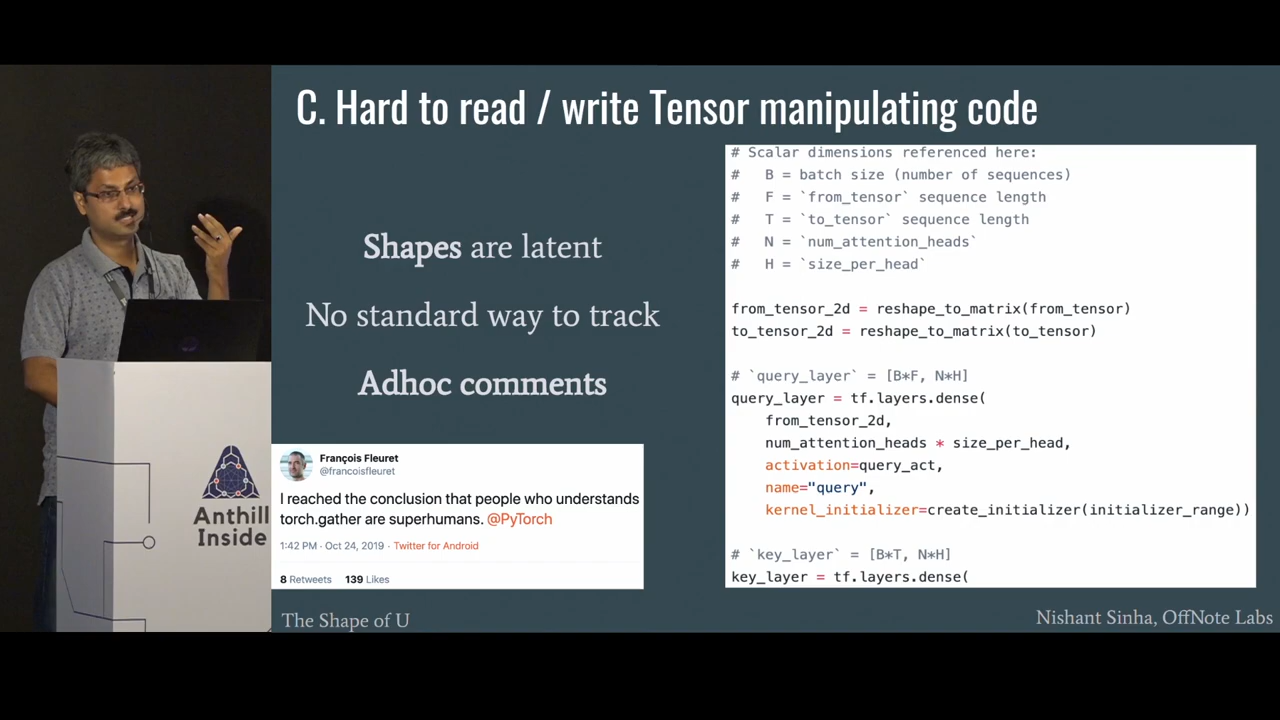 C. Hard to read / write Tensor manipulating code
Shapes are latent
No standard way to track
Adhoc comments
François Fleuret
@francoisfleuret
I reached the conclusion that people who understands
torch.gather are superhumans. @PyTorch
1:42 PM · Oct 24, 2019 · Twitter for Android
8 Retweets 139 Likes
# Scalar dimensions referenced here:
#   B = batch size (number of sequences)
#   F = `from_tensor` sequence length
#   T = `to_tensor` sequence length
#   N = `num_attention_heads`
#   H = `size_per_head`
from_tensor_2d = reshape_to_matrix(from_tensor)
to_tensor_2d = reshape_to_matrix(to_tensor)
# `query_layer` = [B*F, N*H]
query_layer = tf.layers.dense(
    from_tensor_2d,
    num_attention_heads * size_per_head,
    activation=query_act,
    name="query",
    kernel_initializer=create_initializer(initializer_range))
# `key_layer` = [B*T, N*H]
key_layer = tf.layers.dense(
Anthill
Inside
The Shape of U
Nishant Sinha, OffNote Labs